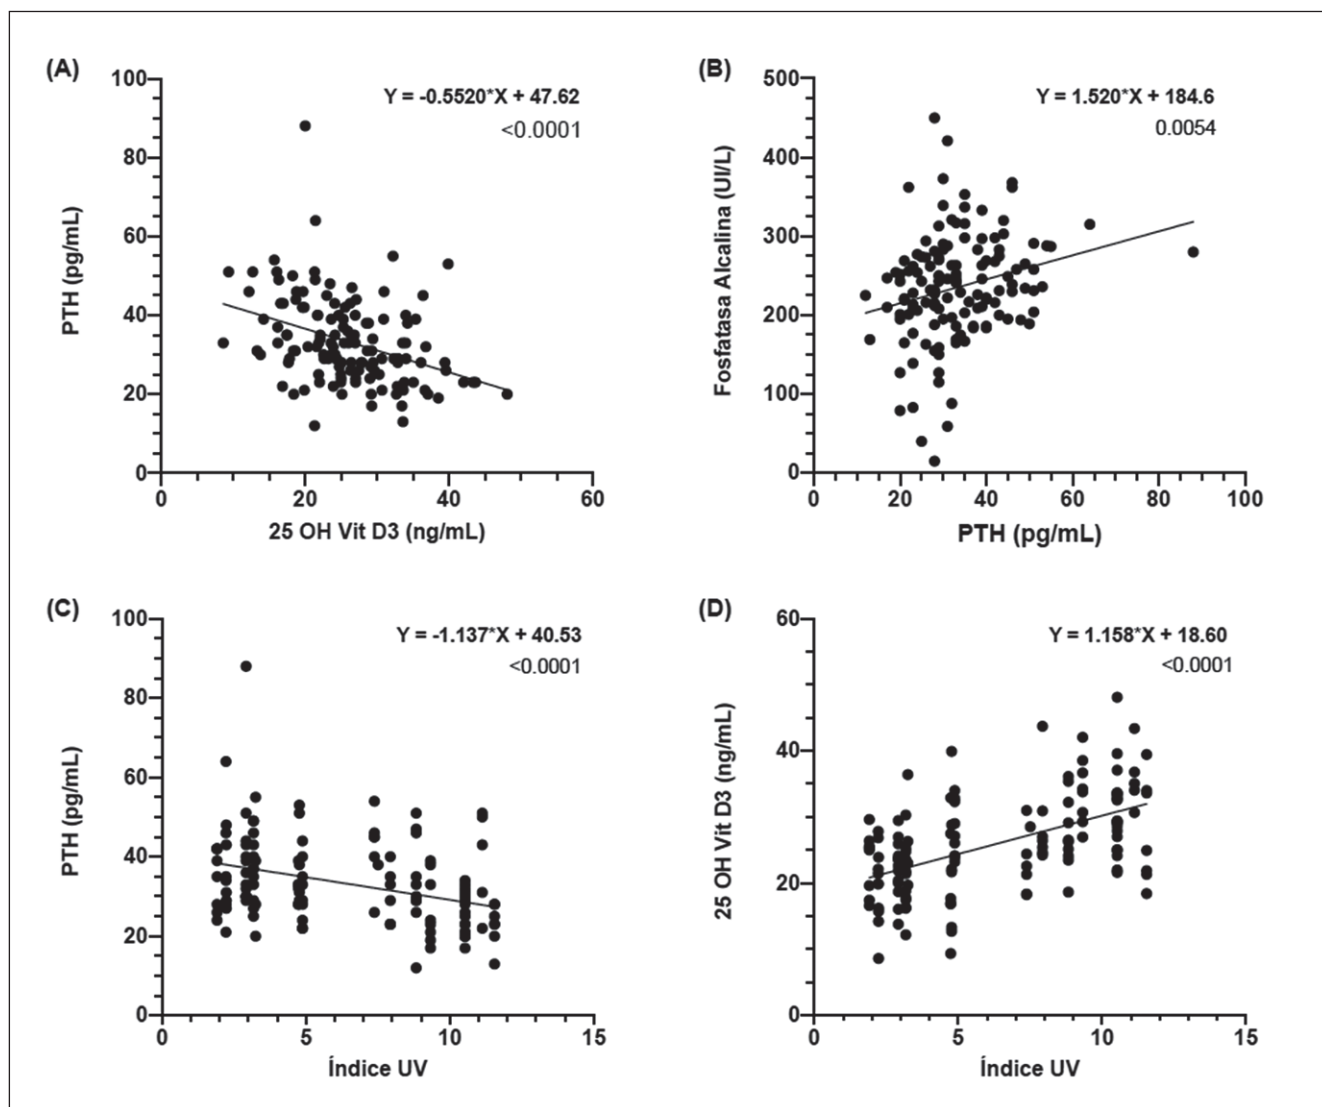 (A)
Y = -0.5520*X + 47.62
<0.0001
100
80
60
40
20
0
PTH (pg/mL)
0 20 40 60
25 OH Vit D3 (ng/mL)
(B)
Y = 1.520*X + 184.6
0.0054
500
400
300
200
100
0
Fosfatasa Alcalina (UI/L)
0 20 40 60 80 100
PTH (pg/mL)
(C)
Y = -1.137*X + 40.53
<0.0001
100
80
60
40
20
0
PTH (pg/mL)
0 5 10 15
Índice UV
(D)
Y = 1.158*X + 18.60
<0.0001
60
40
20
0
25 OH Vit D3 (ng/mL)
0 5 10 15
Índice UV